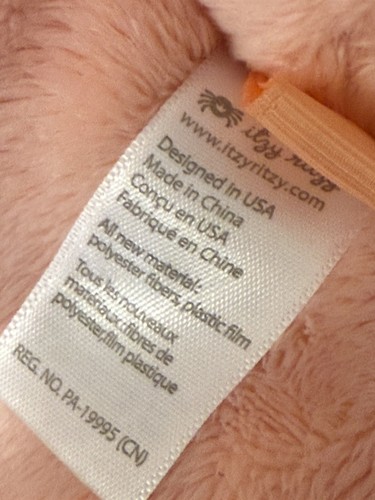 itzy ritzy
www.itzyritzy.com
Designed in USA
Made in China
Conçu en USA
Fabriqué en Chine
All new material:
polyester fibers, plastic film
Tous les nouveaux
matériaux:fibres de
polyester,film plastique
REG. NO. PA-19995 (CN)